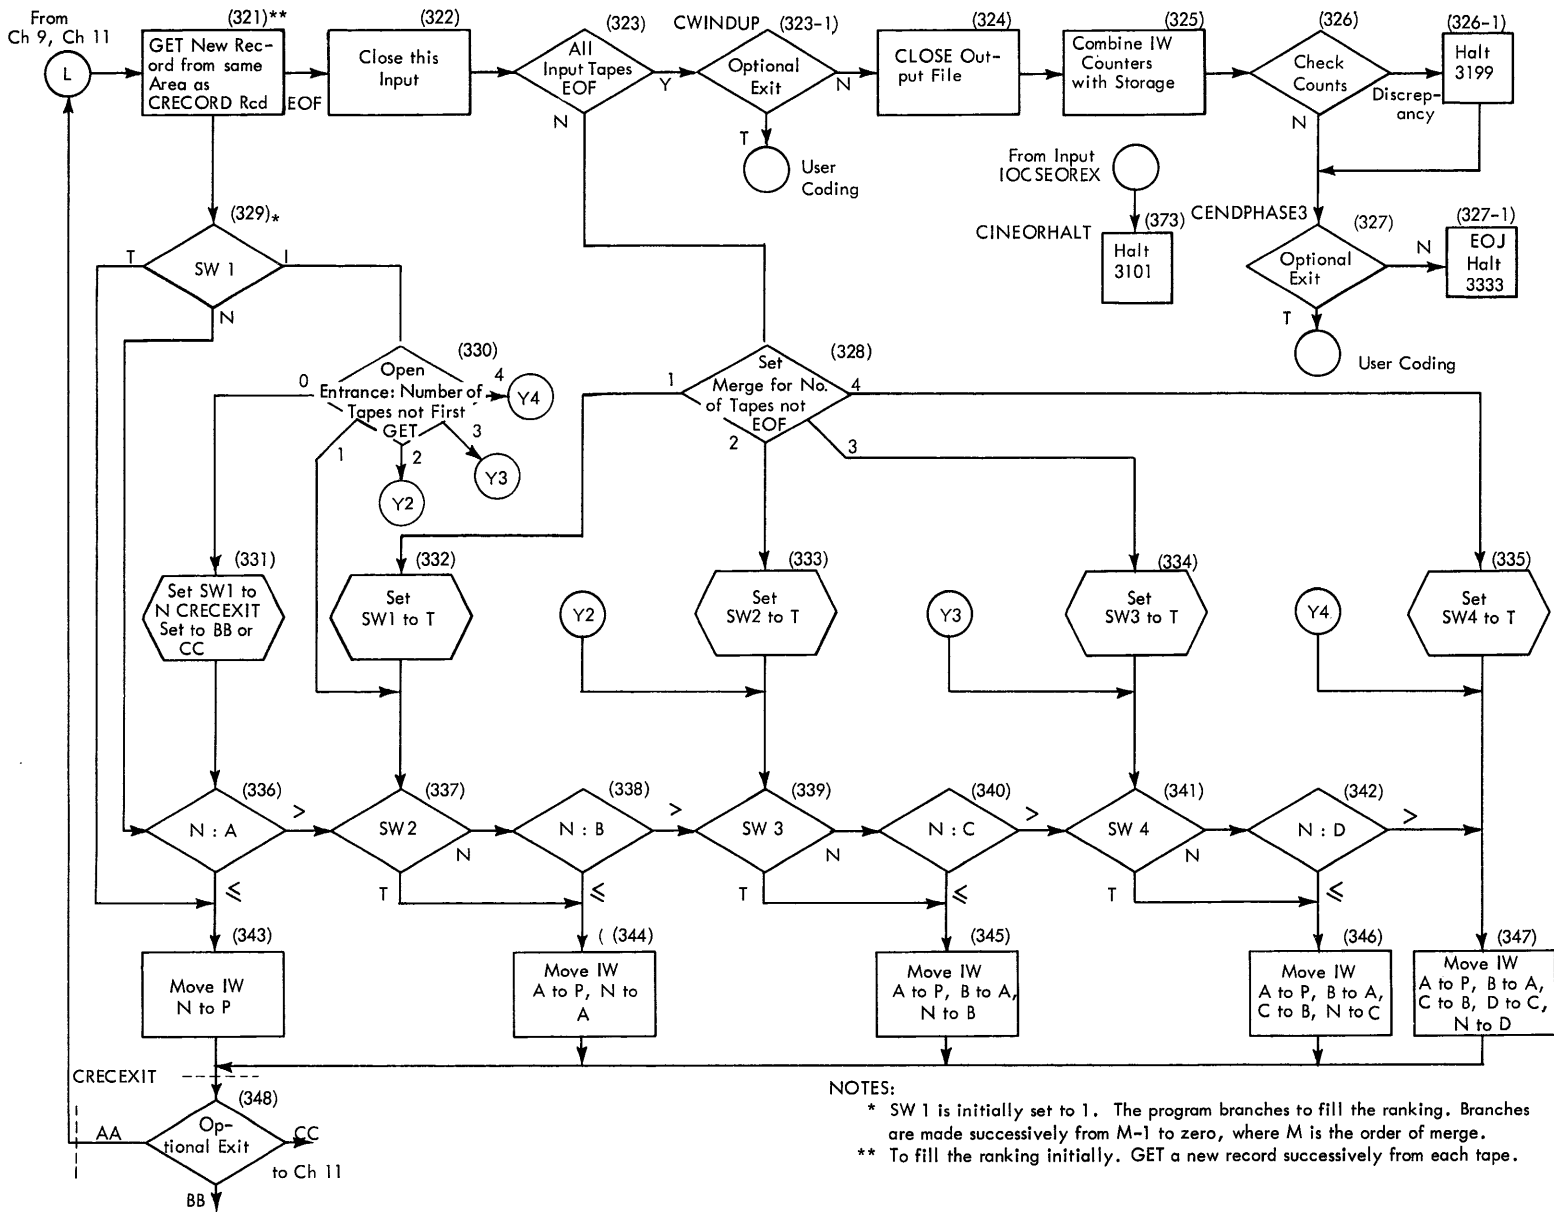 From
Ch 9, Ch 11
L
(321)**
GET New Rec-
ord from same
Area as
CRECORD Rcd
EOF
(322)
Close this
Input
(323)
All
Input Tapes
EOF
Y
N
CWINDUP
(323-1)
Optional
Exit
N
T
User
Coding
(324)
CLOSE Out-
put File
(325)
Combine IW
Counters
with Storage
(326)
Check
Counts
Discrep-
ancy
N
(326-1)
Halt
3199
From Input
IOCSEOREX
CINEORHALT
(373)
Halt
3101
CENDPHASE3
(327)
Optional
Exit
N
T
User Coding
(327-1)
EOJ
Halt
3333
(329)*
SW 1
T
I
N
(330)
Open
Entrance: Number of
Tapes not First
GET
0
1
2
3
4
Y4
Y3
Y2
(328)
Set
Merge for No.
of Tapes not
EOF
1
2
3
4
(331)
Set SW1 to
N CRECEXIT
Set to BB or
CC
(332)
Set
SW1 to T
Y2
(333)
Set
SW2 to T
Y3
(334)
Set
SW3 to T
Y4
(335)
Set
SW4 to T
(336)
N : A
>
≤
(337)
SW 2
N
T
(338)
N : B
>
≤
(339)
SW 3
N
T
(340)
N : C
>
≤
(341)
SW 4
N
T
(342)
N : D
>
≤
(343)
Move IW
N to P
( (344)
Move IW
A to P, N to
A
(345)
Move IW
A to P, B to A,
N to B
(346)
Move IW
A to P, B to A,
C to B, N to C
(347)
Move IW
A to P, B to A,
C to B, D to C,
N to D
CRECEXIT
(348)
Op-
tional Exit
AA
CC
to Ch 11
BB
NOTES:
* SW 1 is initially set to 1. The program branches to fill the ranking. Branches
are made successively from M-1 to zero, where M is the order of merge.
** To fill the ranking initially. GET a new record successively from each tape.